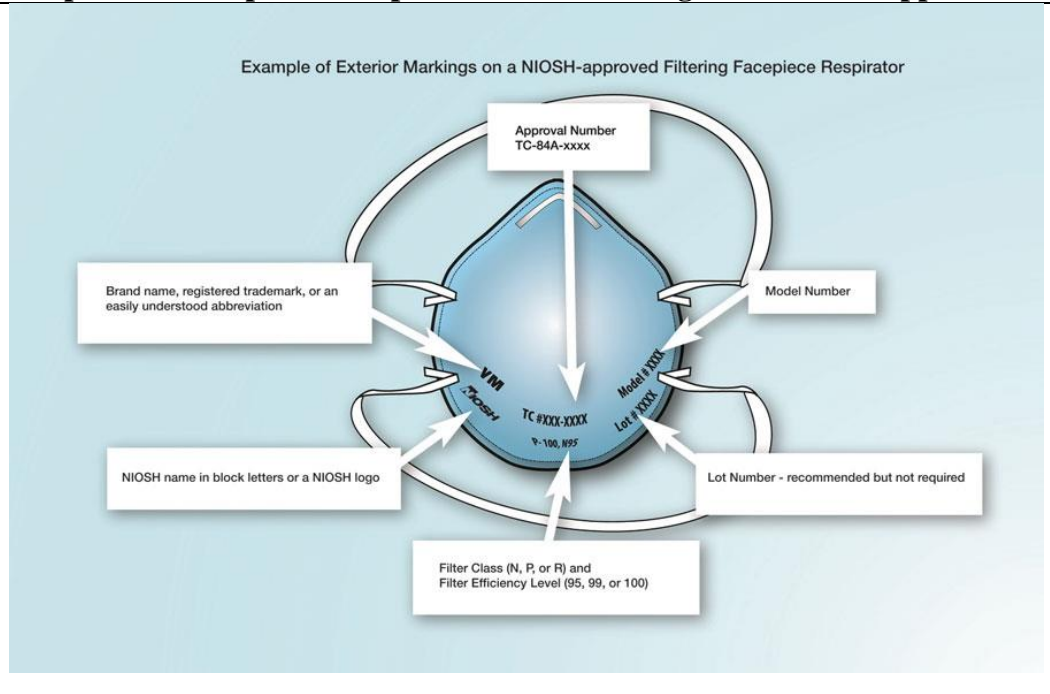 Example of Exterior Markings on a NIOSH-approved Filtering Facepiece Respirator
Approval Number
TC-84A-xxxx
Brand name, registered trademark, or an
easily understood abbreviation
Model Number
VM
NIOSH
TC #XXX-XXXX
P-100, N95
Model # XXXX
Lot # XXXX
NIOSH name in block letters or a NIOSH logo
Lot Number - recommended but not required
Filter Class (N, P, or R) and
Filter Efficiency Level (95, 99, or 100)